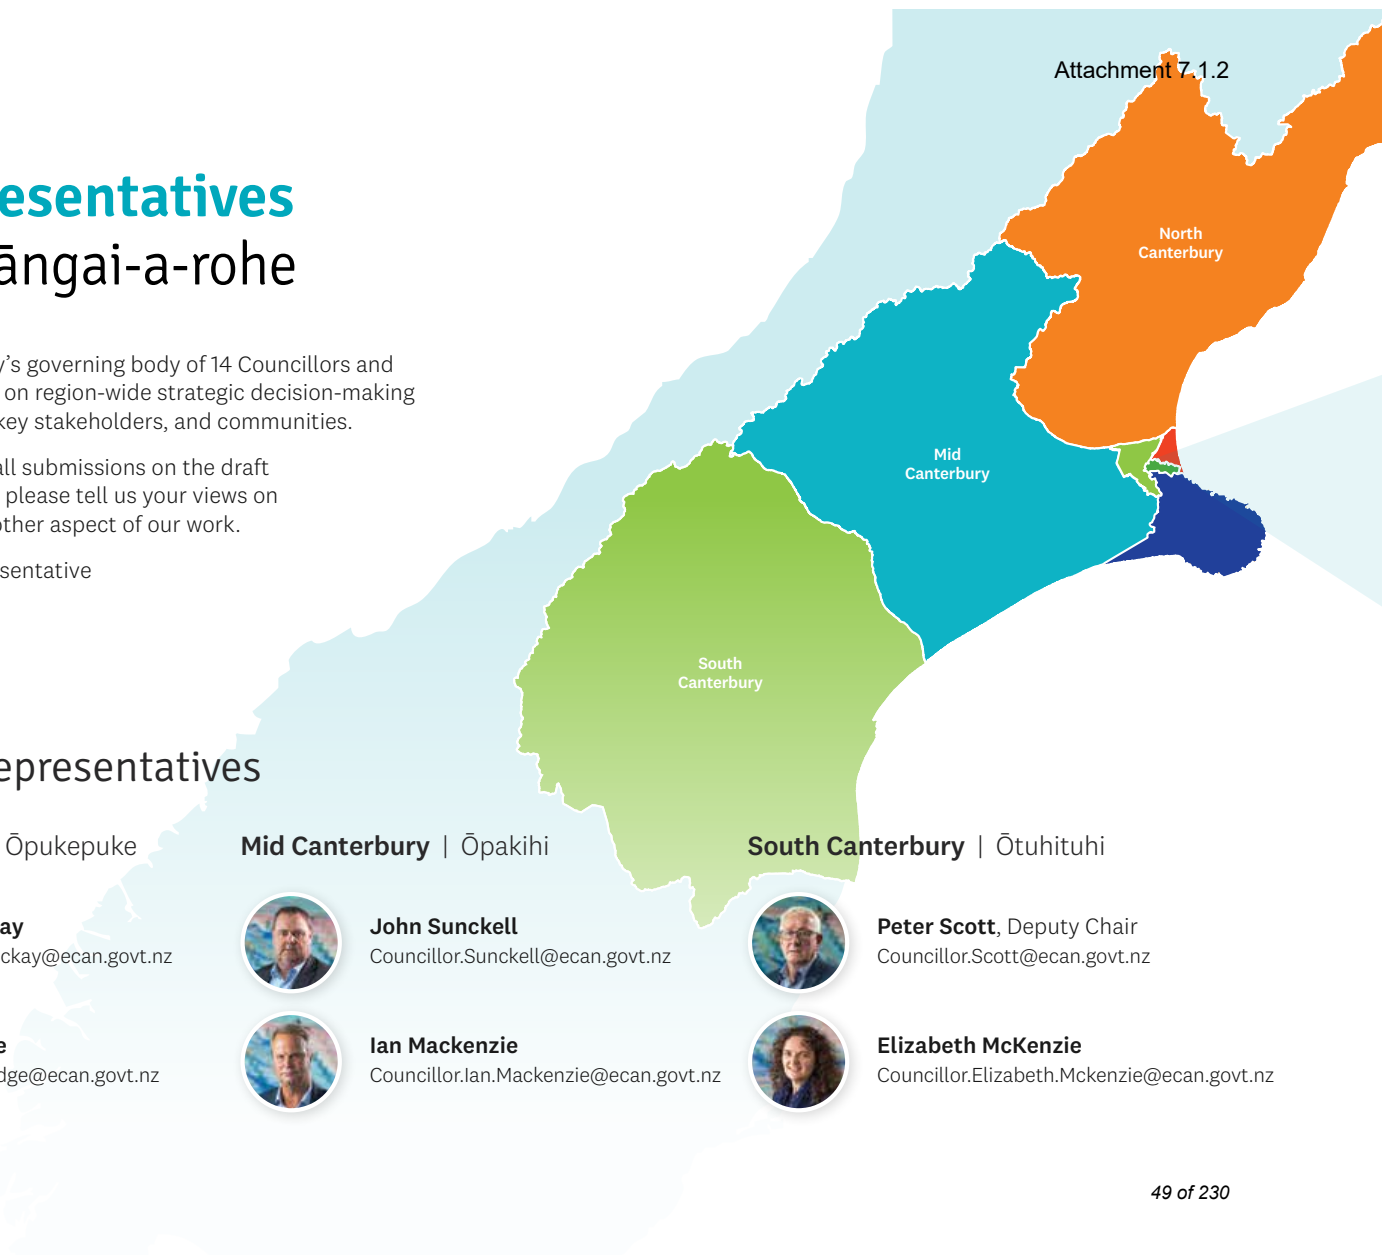 Attachment 7.1.2
esentatives
āngai-a-rohe
y’s governing body of 14 Councillors and
on region-wide strategic decision-making
key stakeholders, and communities.
all submissions on the draft
please tell us your views on
other aspect of our work.
sentative
North
Canterbury
Mid
Canterbury
South
Canterbury
epresentatives
Ōpukepuke
ay
ckay@ecan.govt.nz
e
dge@ecan.govt.nz
Mid Canterbury | Ōpakihi
John Sunckell
Councillor.Sunckell@ecan.govt.nz
Ian Mackenzie
Councillor.Ian.Mackenzie@ecan.govt.nz
South Canterbury | Ōtuhituhi
Peter Scott, Deputy Chair
Councillor.Scott@ecan.govt.nz
Elizabeth McKenzie
Councillor.Elizabeth.Mckenzie@ecan.govt.nz
49 of 230